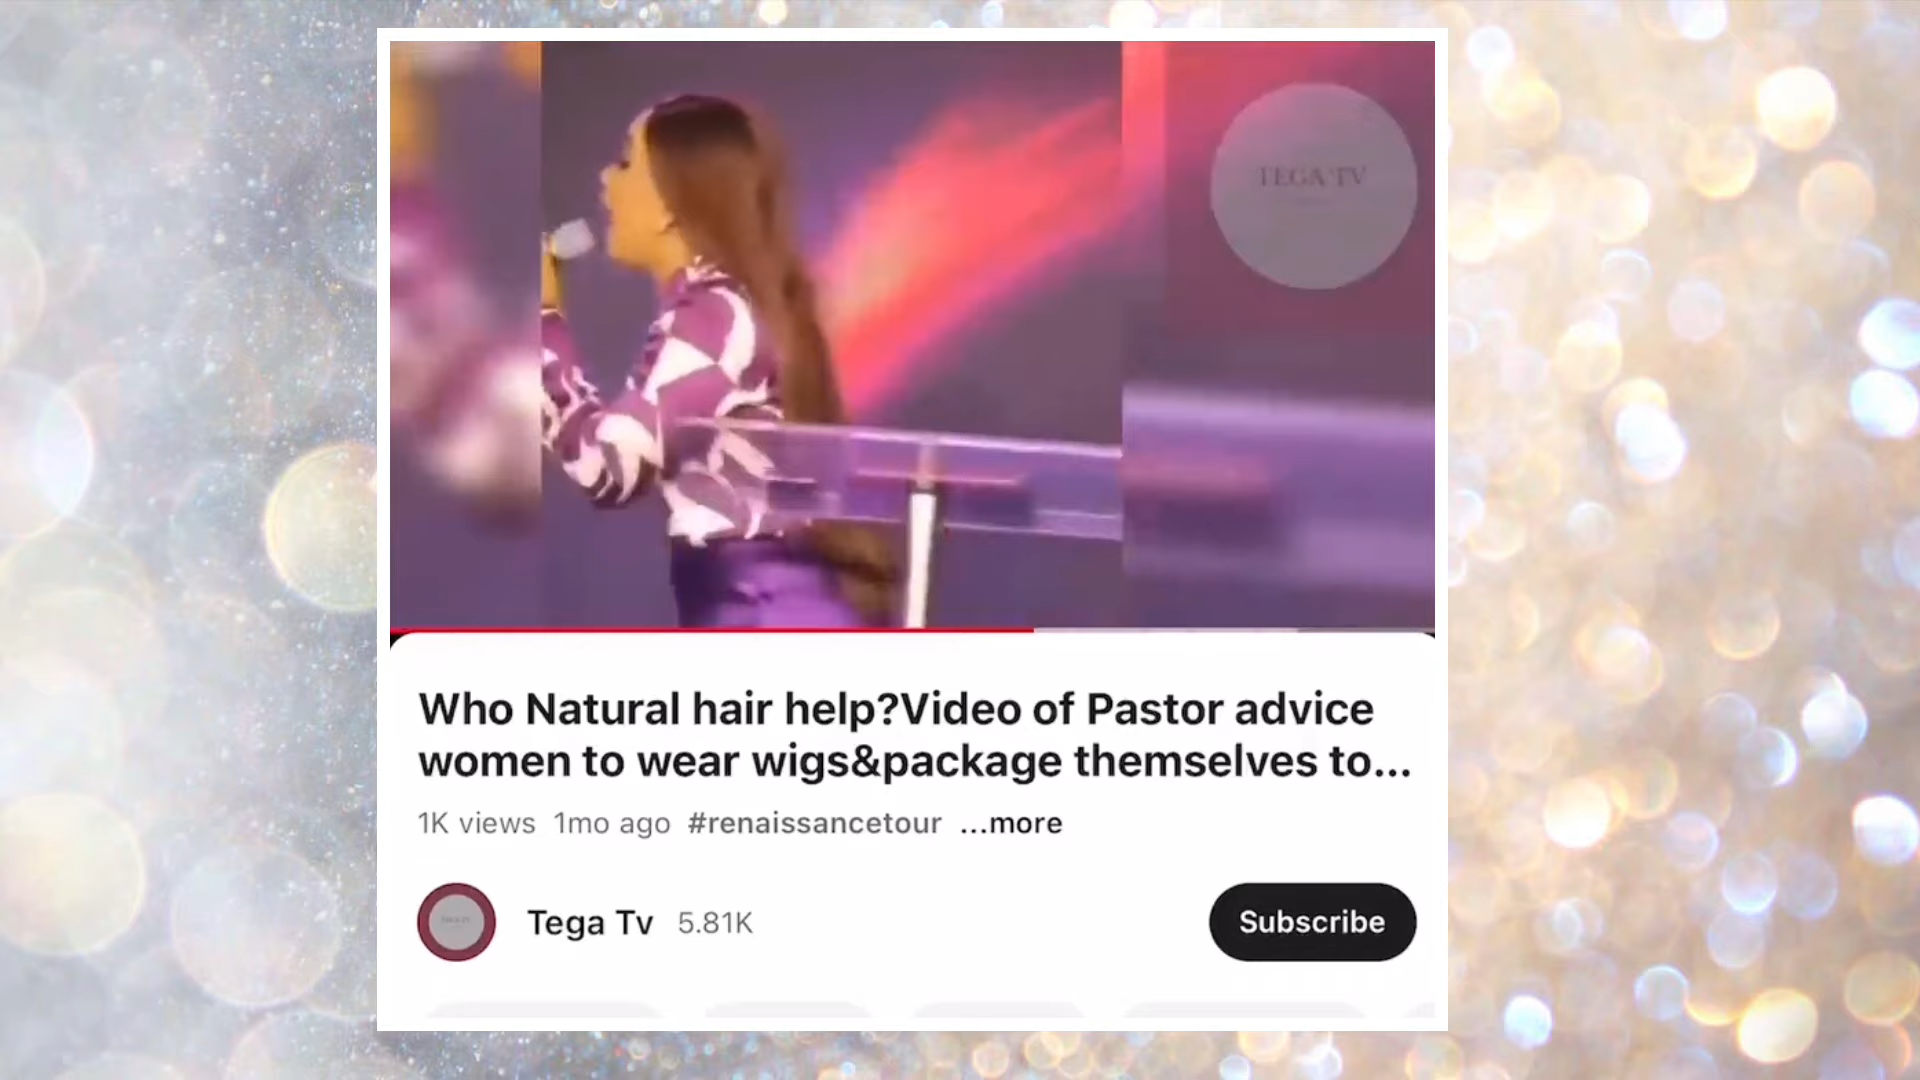 TEGA TV
Who Natural hair help?Video of Pastor advice
women to wear wigs&package themselves to...
1K views 1mo ago #renaissancetour ...more
Tega Tv 5.81K
Subscribe